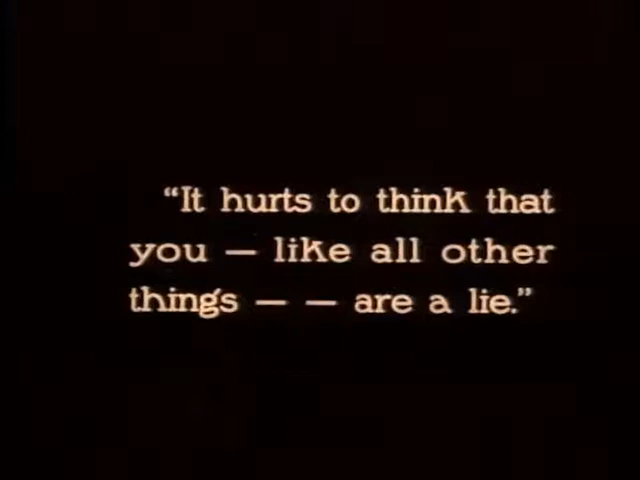 “It hurts to think that
you — like all other
things — — are a lie.”